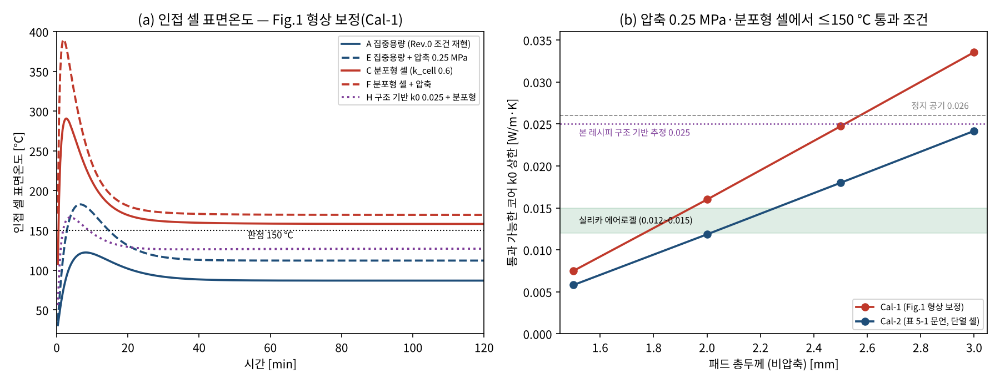 (a) 인접 셀 표면온도 — Fig.1 형상 보정(Cal-1)
인접 셀 표면온도 [℃]
400
350
300
250
200
150
100
50
A 집중용량 (Rev.0 조건 재현)
E 집중용량 + 압축 0.25 MPa
C 분포형 셀 (k_cell 0.6)
F 분포형 셀 + 압축
H 구조 기반 k0 0.025 + 분포형
판정 150 ℃
0
20
40
60
80
100
120
시간 [min]
(b) 압축 0.25 MPa·분포형 셀에서 ≤150 ℃ 통과 조건
통과 가능한 코어 k0 상한 [W/m·K]
0.035
0.030
0.025
0.020
0.015
0.010
0.005
0.000
정지 공기 0.026
본 레시피 구조 기반 추정 0.025
실리카 에어로겔 (0.012~0.015)
Cal-1 (Fig.1 형상 보정)
Cal-2 (표 5-1 문언, 단열 셀)
1.6
1.8
2.0
2.2
2.4
2.6
2.8
3.0
패드 총두께 (비압축) [mm]